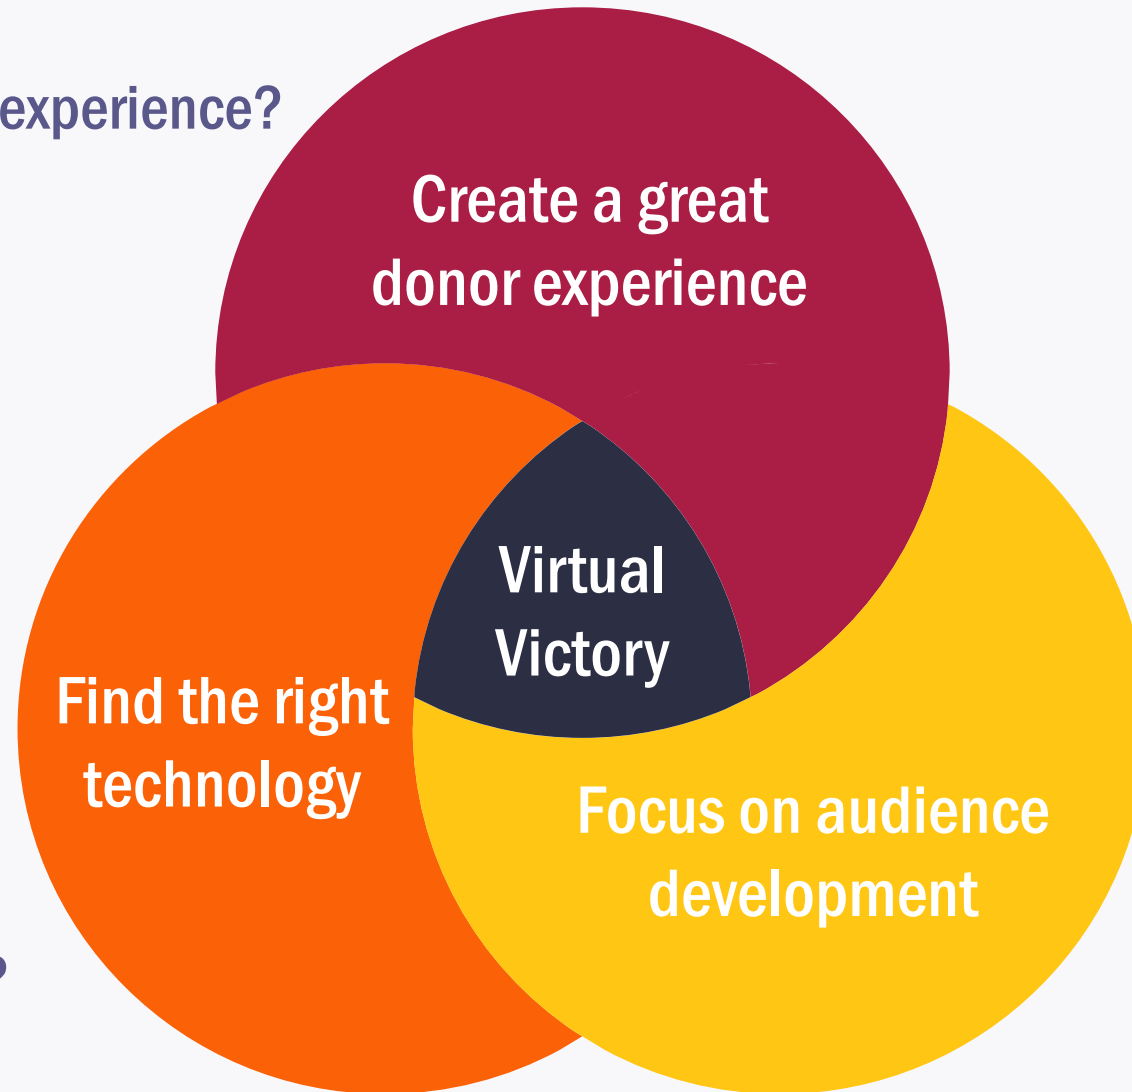 experience?
Create a great
donor experience
Virtual
Victory
Find the right
technology
Focus on audience
development
?